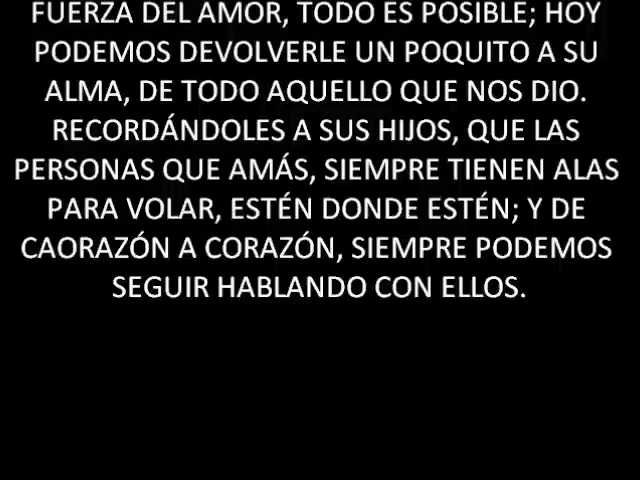 FUERZA DEL AMOR, TODO ES POSIBLE; HOY
PODEMOS DEVOLVERLE UN POQUITO A SU
ALMA, DE TODO AQUELLO QUE NOS DIO.
RECORDÁNDOLES A SUS HIJOS, QUE LAS
PERSONAS QUE AMÁS, SIEMPRE TIENEN ALAS
PARA VOLAR, ESTÉN DONDE ESTÉN; Y DE
CAORAZÓN A CORAZÓN, SIEMPRE PODEMOS
SEGUIR HABLANDO CON ELLOS.